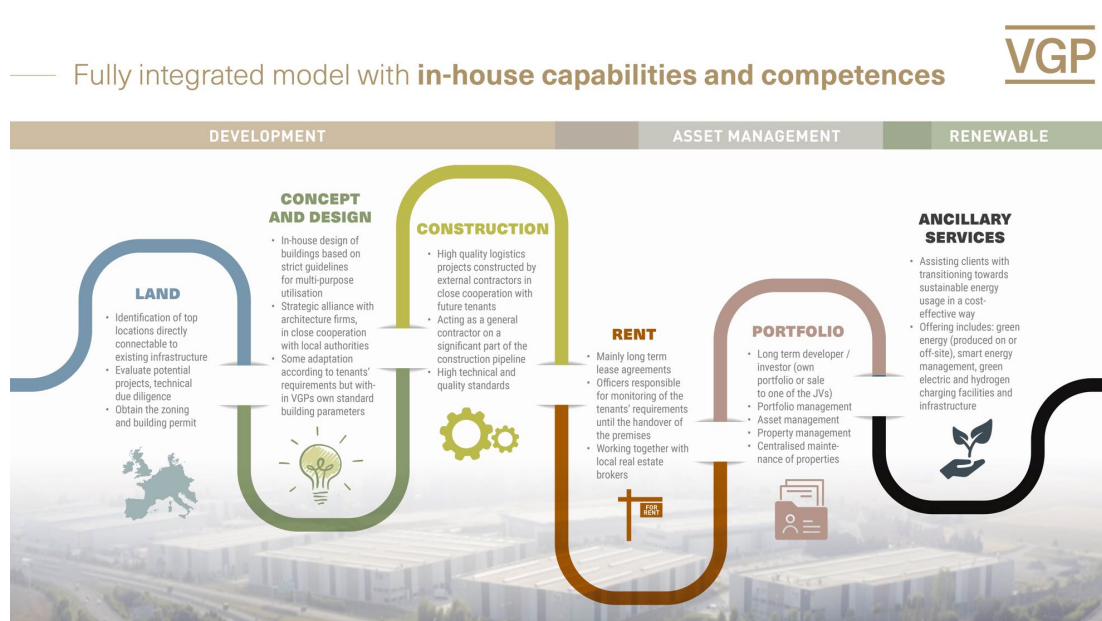 VGP
Fully integrated model with in-house capabilities and competences
DEVELOPMENT
ASSET MANAGEMENT
RENEWABLE
LAND
• Identification of top
locations directly
connectable to
existing infrastructure
• Evaluate potential
projects, technical
due diligence
• Obtain the zoning
and building permit
CONCEPT
AND DESIGN
• In-house design of
buildings based on
strict guidelines
for multi-purpose
utilisation
• Strategic alliance with
architecture firms,
in close cooperation
with local authorities
• Some adaptation
according to tenants'
requirements but with-
in VGPs own standard
building parameters
CONSTRUCTION
• High quality logistics
projects constructed by
external contractors in
close cooperation with
future tenants
• Acting as a general
contractor on a
significant part of the
construction pipeline
• High technical and
quality standards
RENT
• Mainly long term
lease agreements
• Officers responsible
for monitoring of the
tenants' requirements
until the handover of
the premises
• Working together with
local real estate
brokers
FOR
RENT
PORTFOLIO
• Long term developer /
investor (own
portfolio or sale
to one of the JVs)
• Portfolio management
• Asset management
• Property management
• Centralised mainte-
nance of properties
ANCILLARY
SERVICES
• Assisting clients with
transitioning towards
sustainable energy
usage in a cost-
effective way
• Offering includes: green
energy (produced on or
off-site), smart energy
management, green
electric and hydrogen
charging facilities and
infrastructure